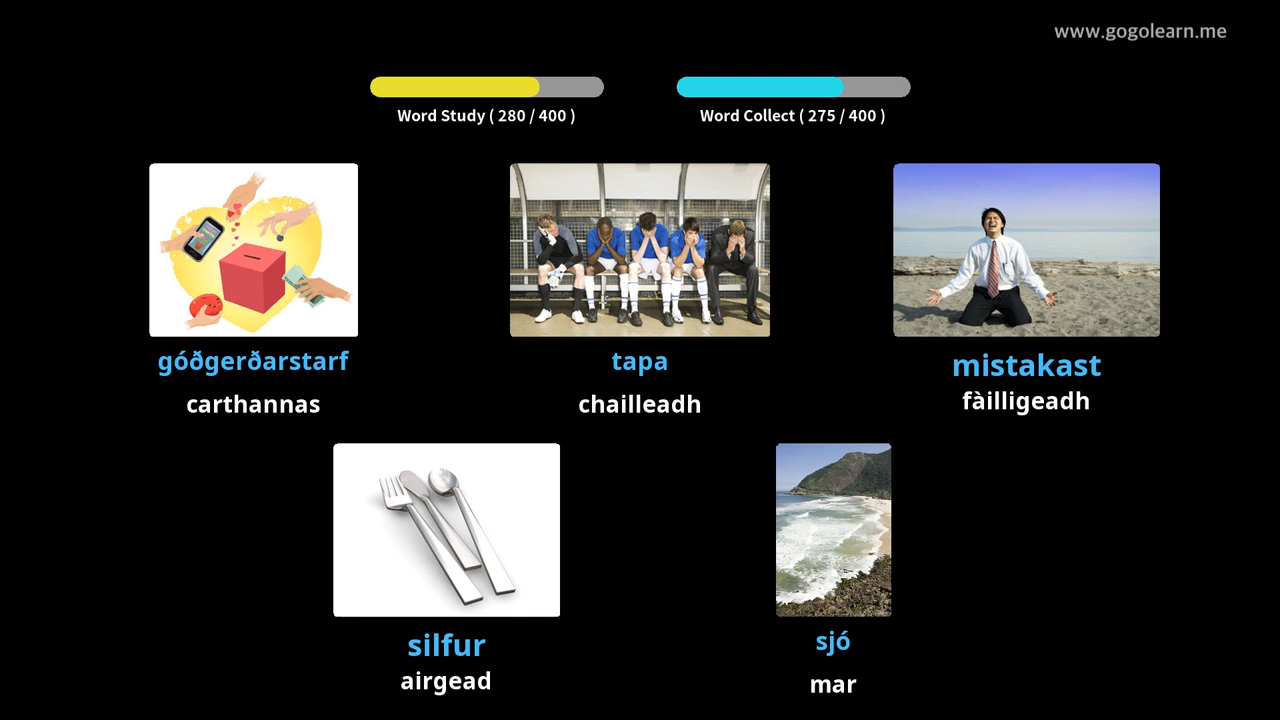 www.gogolearn.me
Word Study ( 280 / 400 )
Word Collect ( 275 / 400 )
góðgerðarstarf
carthannas
tapa
chailleadh
mistakast
fàilligeadh
silfur
airgead
sjó
mar